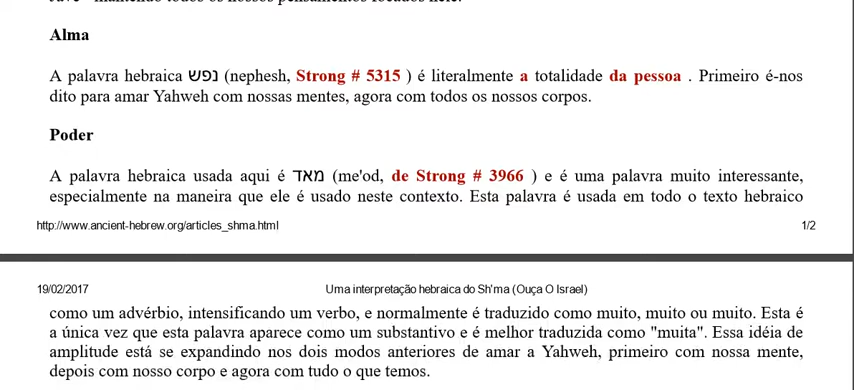 Alma
A palavra hebraica נפש (nephesh, Strong # 5315 ) é literalmente a totalidade da pessoa . Primeiro é-nos
dito para amar Yahweh com nossas mentes, agora com todos os nossos corpos.
Poder
A palavra hebraica usada aqui é מאד (me'od, de Strong # 3966 ) e é uma palavra muito interessante,
especialmente na maneira que ele é usado neste contexto. Esta palavra é usada em todo o texto hebraico
http://www.ancient-hebrew.org/articles_shma.html 1/2
19/02/2017 Uma interpretação hebraica do Sh'ma (Ouça O Israel)
como um advérbio, intensificando um verbo, e normalmente é traduzido como muito, muito ou muito. Esta é
a única vez que esta palavra aparece como um substantivo e é melhor traduzida como "muita". Essa idéia de
amplitude está se expandindo nos dois modos anteriores de amar a Yahweh, primeiro com nossa mente,
depois com nosso corpo e agora com tudo o que temos.